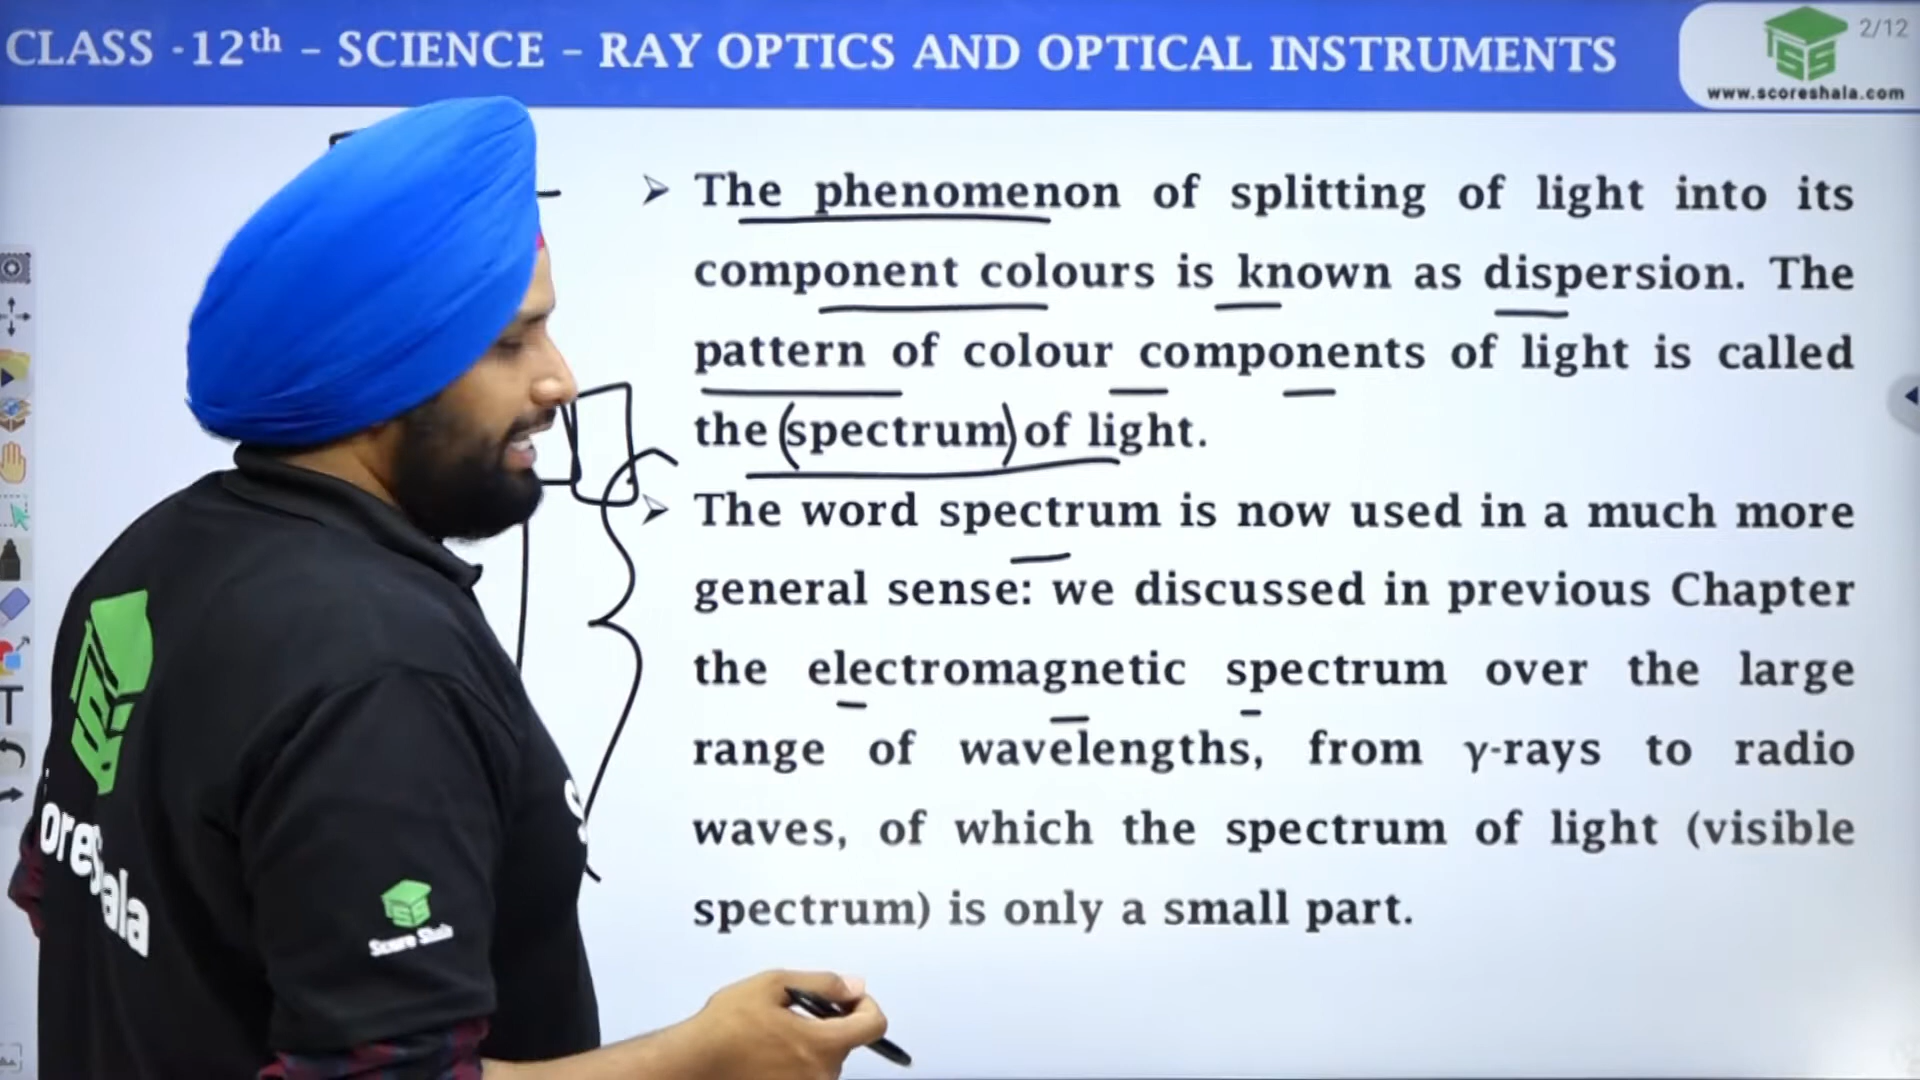 CLASS -12th – SCIENCE – RAY OPTICS AND OPTICAL INSTRUMENTS
2/12
www.scoreshala.com
➢ The phenomenon of splitting of light into its
component colours is known as dispersion. The
pattern of colour components of light is called
the (spectrum) of light.
➢ The word spectrum is now used in a much more
general sense: we discussed in previous Chapter
the electromagnetic spectrum over the large
range of wavelengths, from γ-rays to radio
waves, of which the spectrum of light (visible
spectrum) is only a small part.